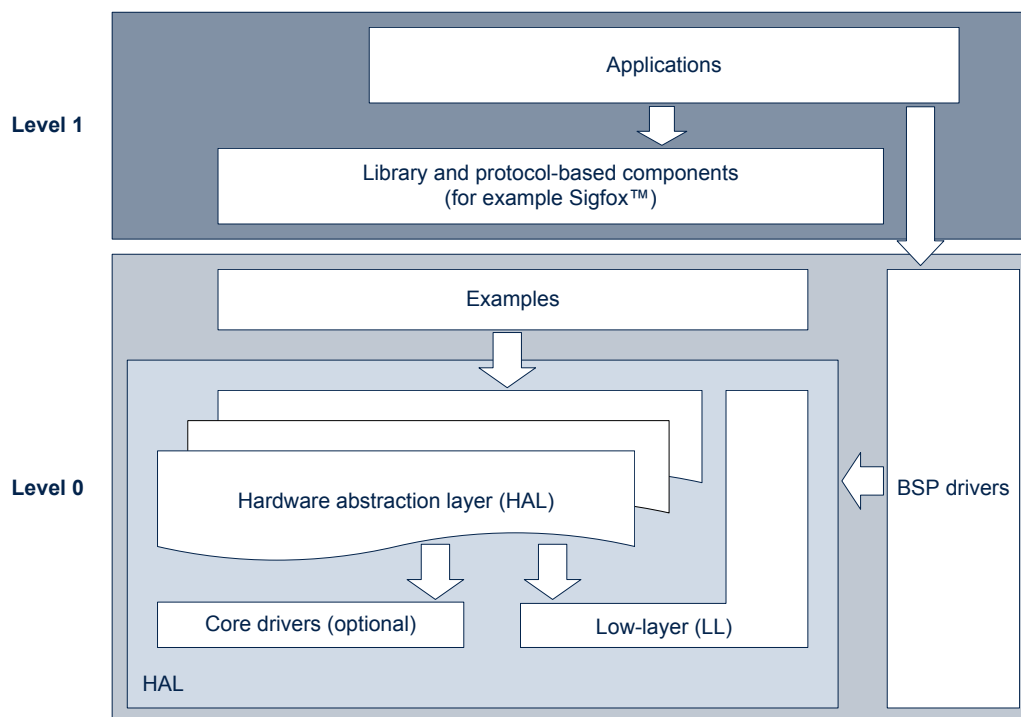 Applications
Level 1
Library and protocol-based components
(for example Sigfox™)
Examples
Level 0
Hardware abstraction layer (HAL)
BSP drivers
Core drivers (optional)
Low-layer (LL)
HAL